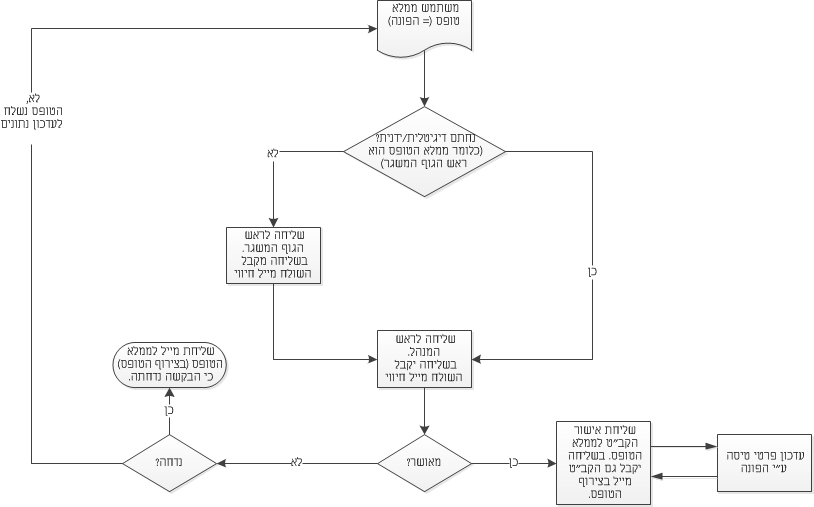 משתמש ממלא
טופס (= הפונה)
לא,
הטופס נשלח
לעדכון נתונים
נחתם דיגיטלית/ידנית?
(כלומר ממלא הטופס הוא
ראש הגוף המשגר)
לא
שליחה לראש
הגוף המשגר.
בשליחה מקבל
השולח מייל חיווי
כן
שליחה לראש
המנהל.
בשליחה יקבל
השולח מייל חיווי
שליחת מייל לממלא
הטופס (בצירוף הטופס)
כי הבקשה נדחתה.
כן
מאושר?
לא
נדחה?
כן
שליחת אישור
הקב"ט לממלא
הטופס. בשליחה
יקבל גם הקב"ט
מייל בצירוף
הטופס.
עדכון פרטי טיסה
ע"י הפונה